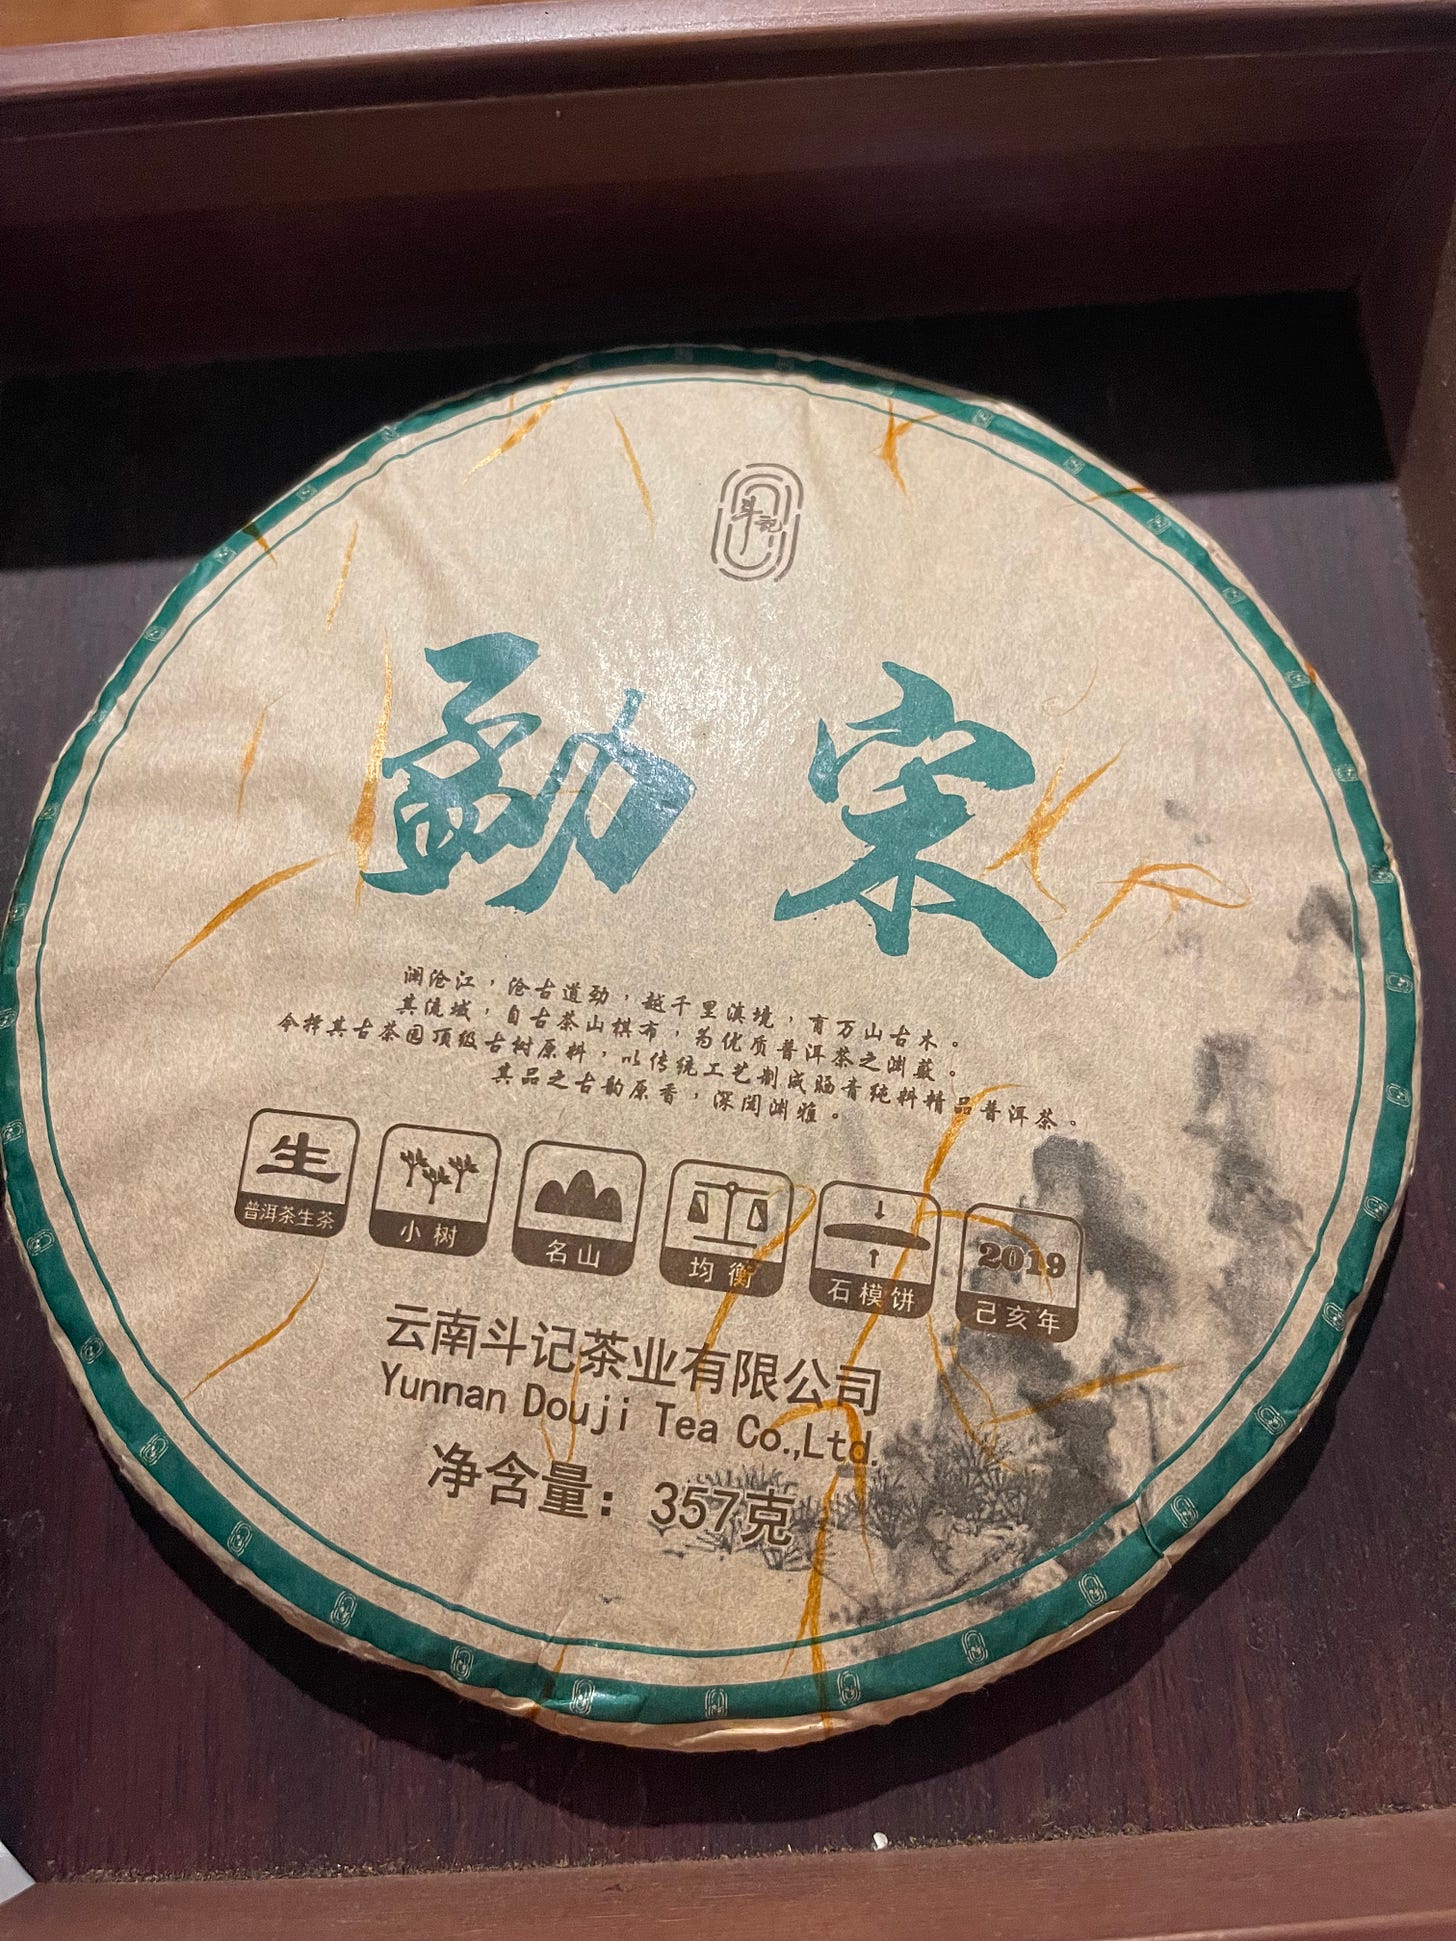 斗记
勐宋
澜沧江，沧古道劲，越千里滇境，育万山古木。
其流域，自古茶山棋布，为优质普洱茶之渊薮。
今择其古茶园顶级古树原料，以传统工艺制成肠青纯料精品普洱茶。
其品之古韵原香，深阔渊雅。
生 2019
普洱茶生茶 小树 名山 均衡 石模饼 己亥年
云南斗记茶业有限公司
Yunnan Douji Tea Co.,Ltd.
净含量：357克